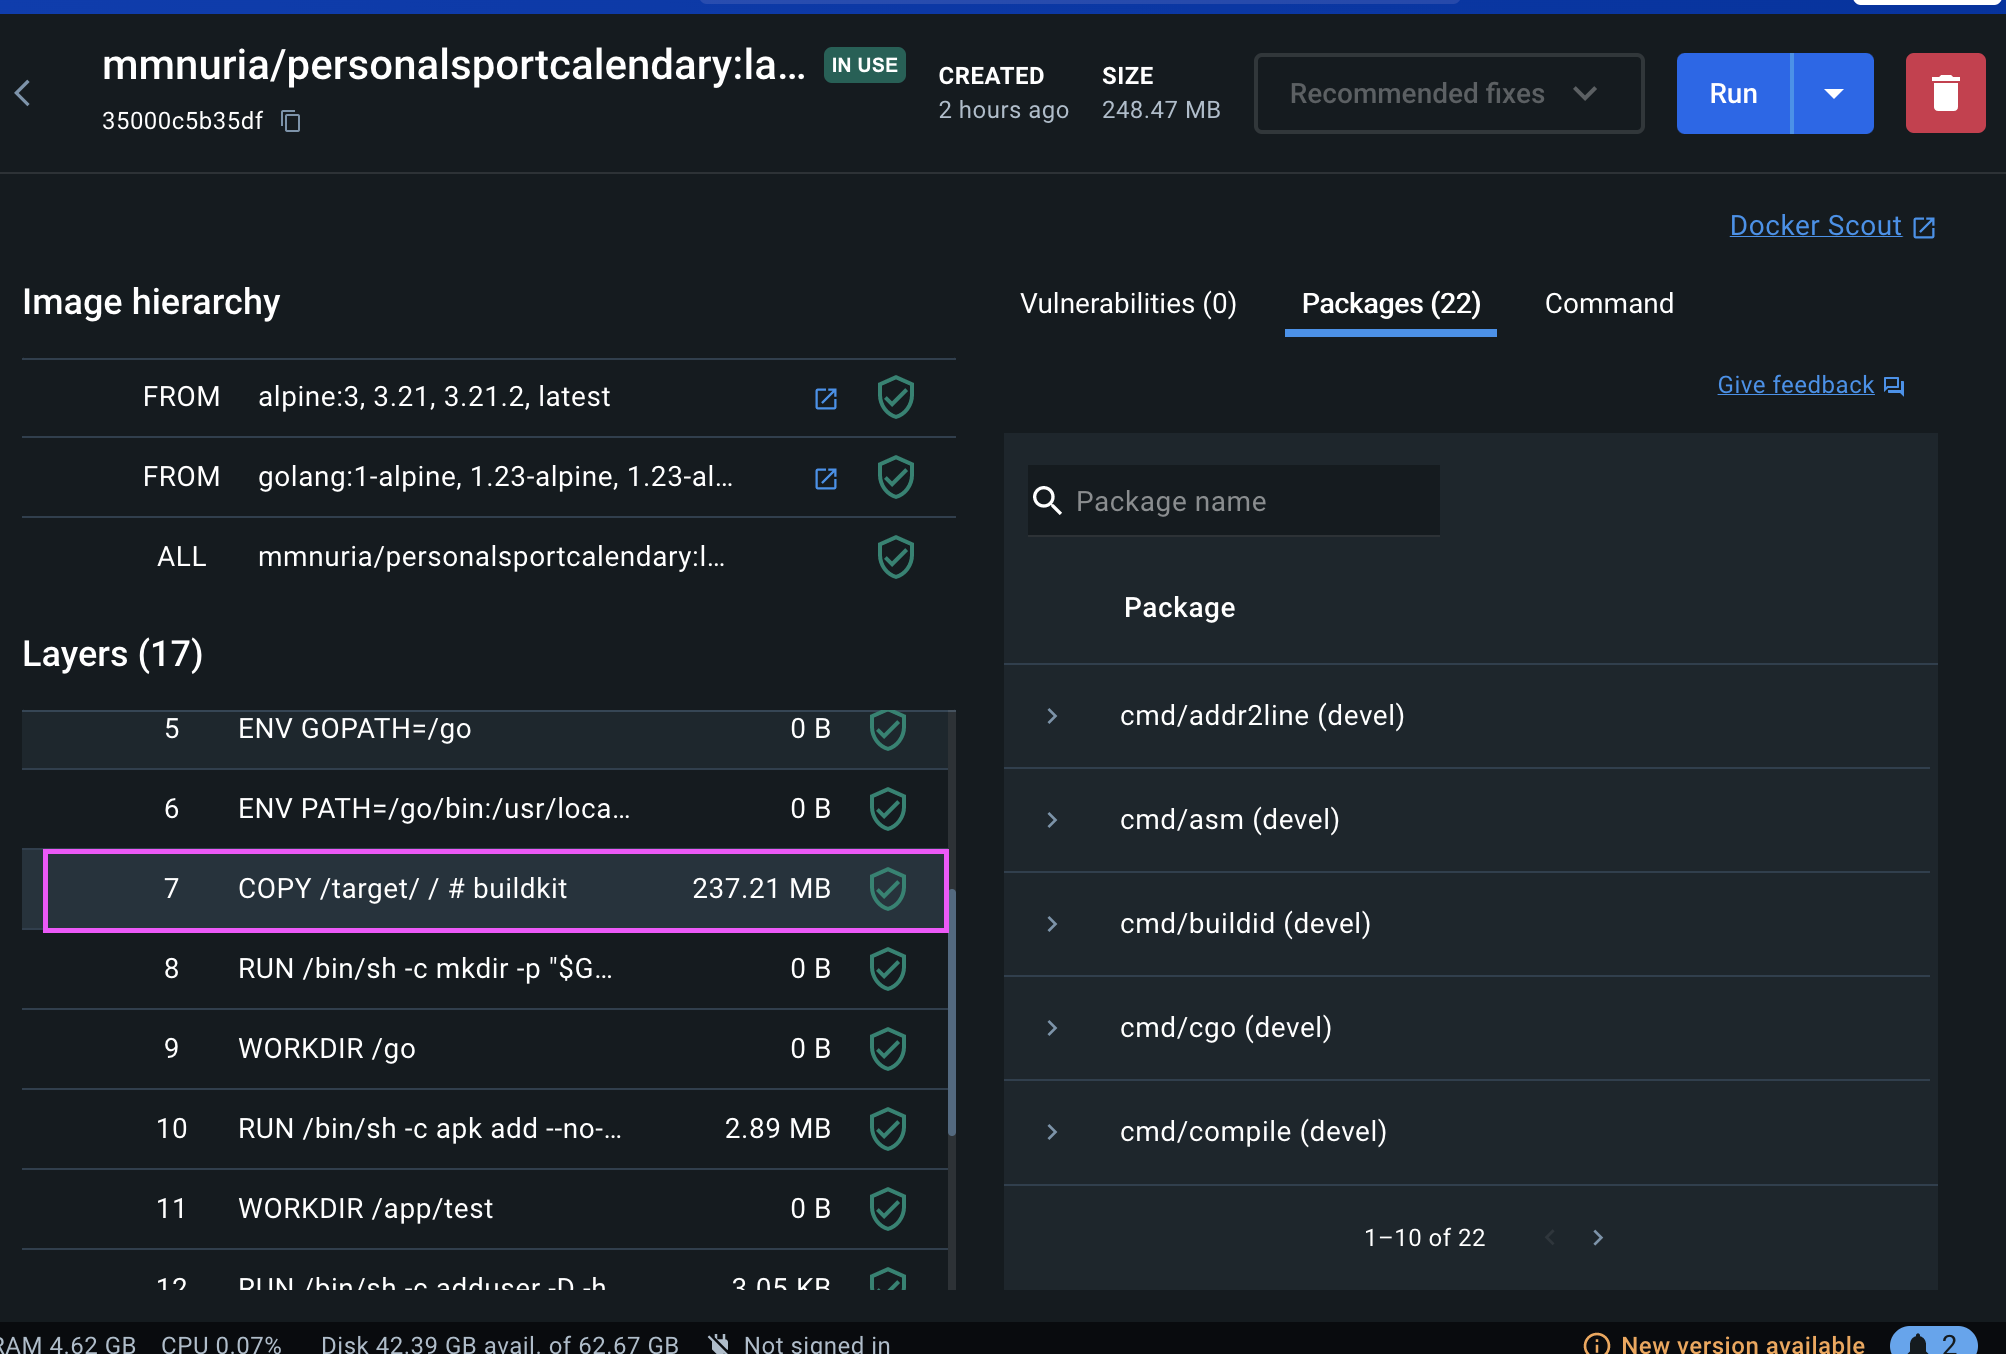 mmnuria/personalsportcalendary:la... IN USE
35000c5b35df
CREATED
2 hours ago
SIZE
248.47 MB
Recommended fixes
Run
Docker Scout
Image hierarchy
FROM alpine:3, 3.21, 3.21.2, latest
FROM golang:1-alpine, 1.23-alpine, 1.23-al...
ALL mmnuria/personalsportcalendary:l...
Layers (17)
5 ENV GOPATH=/go 0 B
6 ENV PATH=/go/bin:/usr/loca... 0 B
7 COPY /target/ / # buildkit 237.21 MB
8 RUN /bin/sh -c mkdir -p "$G... 0 B
9 WORKDIR /go 0 B
10 RUN /bin/sh -c apk add --no-... 2.89 MB
11 WORKDIR /app/test 0 B
12 RUN /bin/sh -c adduser -D -h 3.05 KB
Vulnerabilities (0) Packages (22) Command
Give feedback
Package name
Package
cmd/addr2line (devel)
cmd/asm (devel)
cmd/buildid (devel)
cmd/cgo (devel)
cmd/compile (devel)
1–10 of 22
RAM 4.62 GB CPU 0.07% Disk 42.39 GB avail. of 62.67 GB Not signed in New version available 2